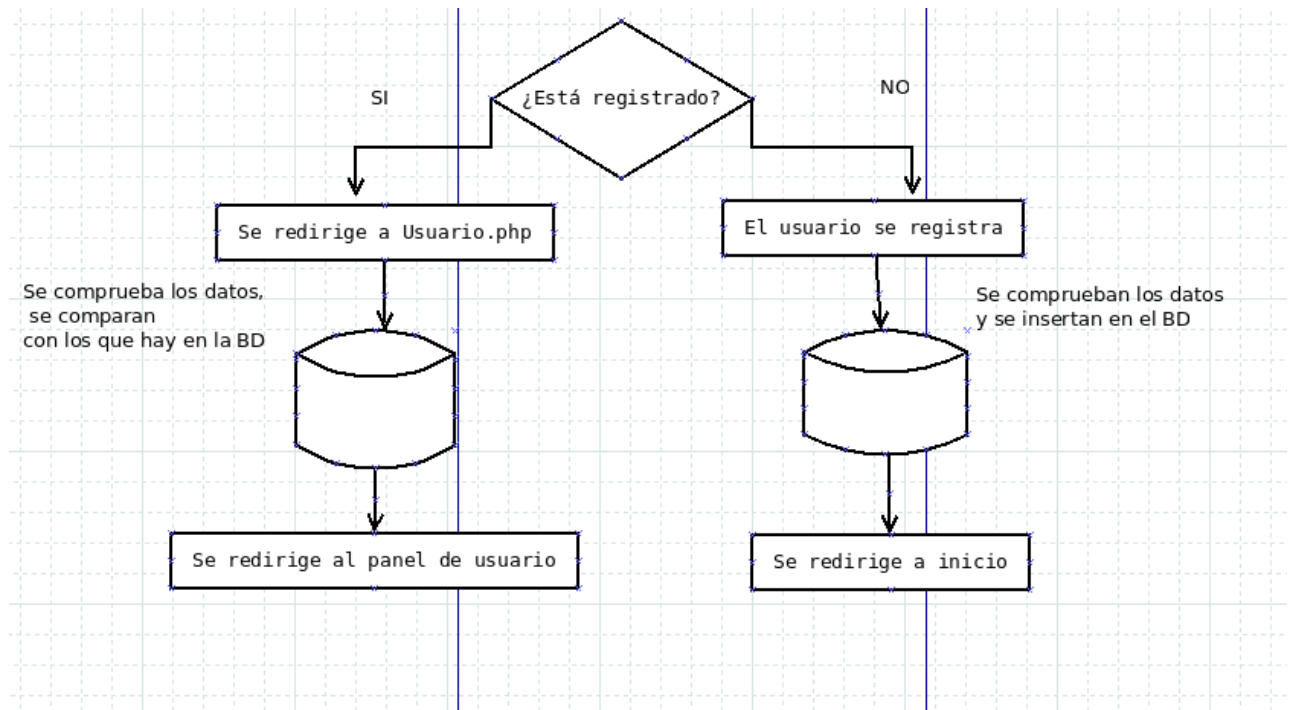 SI
¿Está registrado?
NO
Se redirige a Usuario.php
El usuario se registra
Se comprueba los datos,
se comparan
con los que hay en la BD
Se comprueban los datos
y se insertan en el BD
Se redirige al panel de usuario
Se redirige a inicio